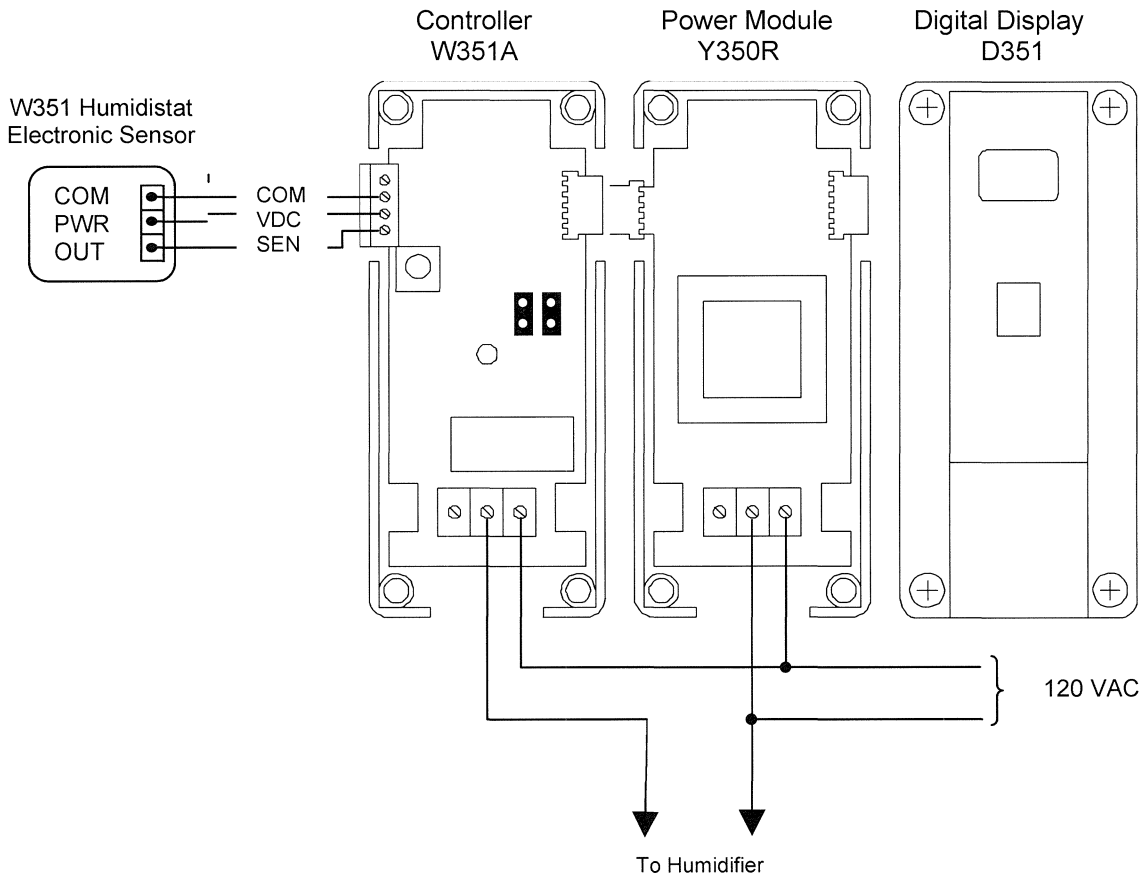 Controller
W351A
Power Module
Y350R
Digital Display
D351
W351 Humidistat
Electronic Sensor
COM
PWR
OUT
COM
VDC
SEN
120 VAC
To Humidifier